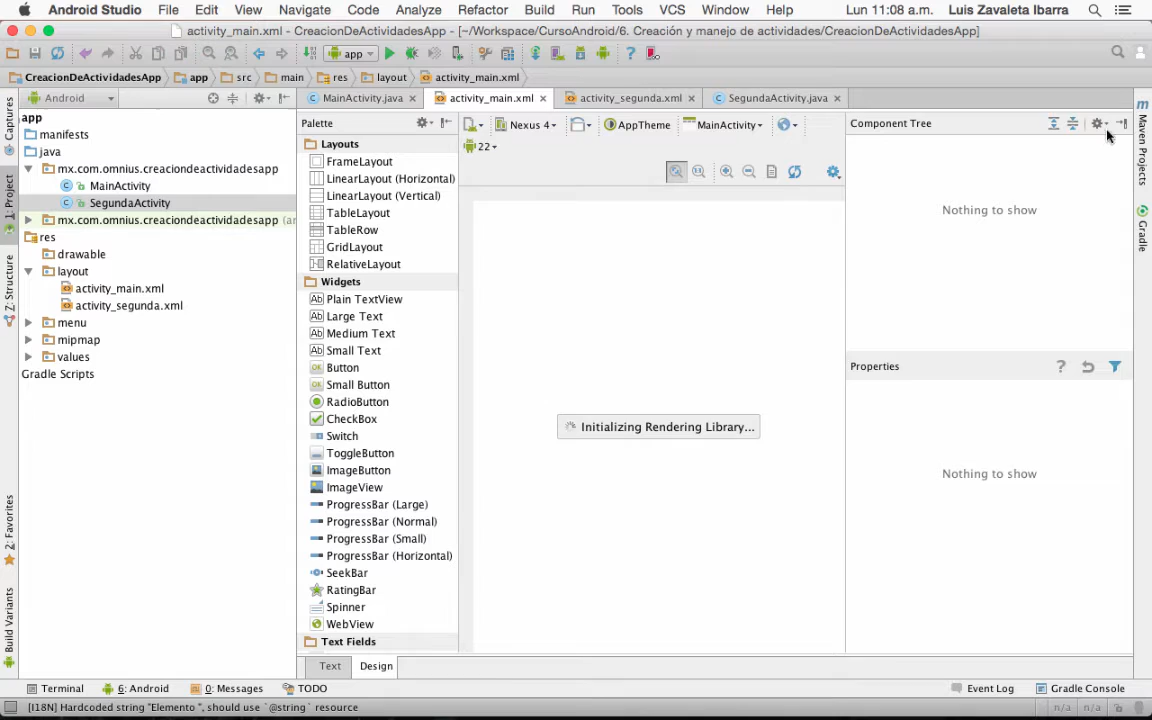 Android Studio File Edit View Navigate Code Analyze Refactor Build Run Tools VCS Window Help Lun 11:08 a.m. Luis Zavaleta Ibarra
activity_main.xml - CreacionDeActividadesApp - [~/Workspace/CursoAndroid/6. Creación y manejo de actividades/CreacionDeActividadesApp]
app
CreacionDeActividadesApp app src main res layout activity_main.xml
Android
MainActivity.java activity_main.xml activity_segunda.xml SegundaActivity.java
Captures
1: Project
Z: Structure
2: Favorites
Build Variants
app
manifests
java
mx.com.omnius.creaciondeactividadesapp
MainActivity
SegundaActivity
mx.com.omnius.creaciondeactividadesapp (ar
res
drawable
layout
activity_main.xml
activity_segunda.xml
menu
mipmap
values
Gradle Scripts
Palette
Layouts
FrameLayout
LinearLayout (Horizontal)
LinearLayout (Vertical)
TableLayout
TableRow
GridLayout
RelativeLayout
Widgets
Ab Plain TextView
Ab Large Text
Ab Medium Text
Ab Small Text
OK Button
OK Small Button
RadioButton
CheckBox
Switch
ToggleButton
ImageButton
ImageView
ProgressBar (Large)
ProgressBar (Normal)
ProgressBar (Small)
ProgressBar (Horizontal)
SeekBar
RatingBar
Spinner
WebView
Text Fields
Nexus 4 AppTheme MainActivity
22
Initializing Rendering Library...
Component Tree
Nothing to show
Properties
Nothing to show
m Maven Projects
Gradle
Text Design
Terminal 6: Android 0: Messages TODO Event Log Gradle Console
[I18N] Hardcoded string "Elemento ", should use `@string` resource n/a n/a